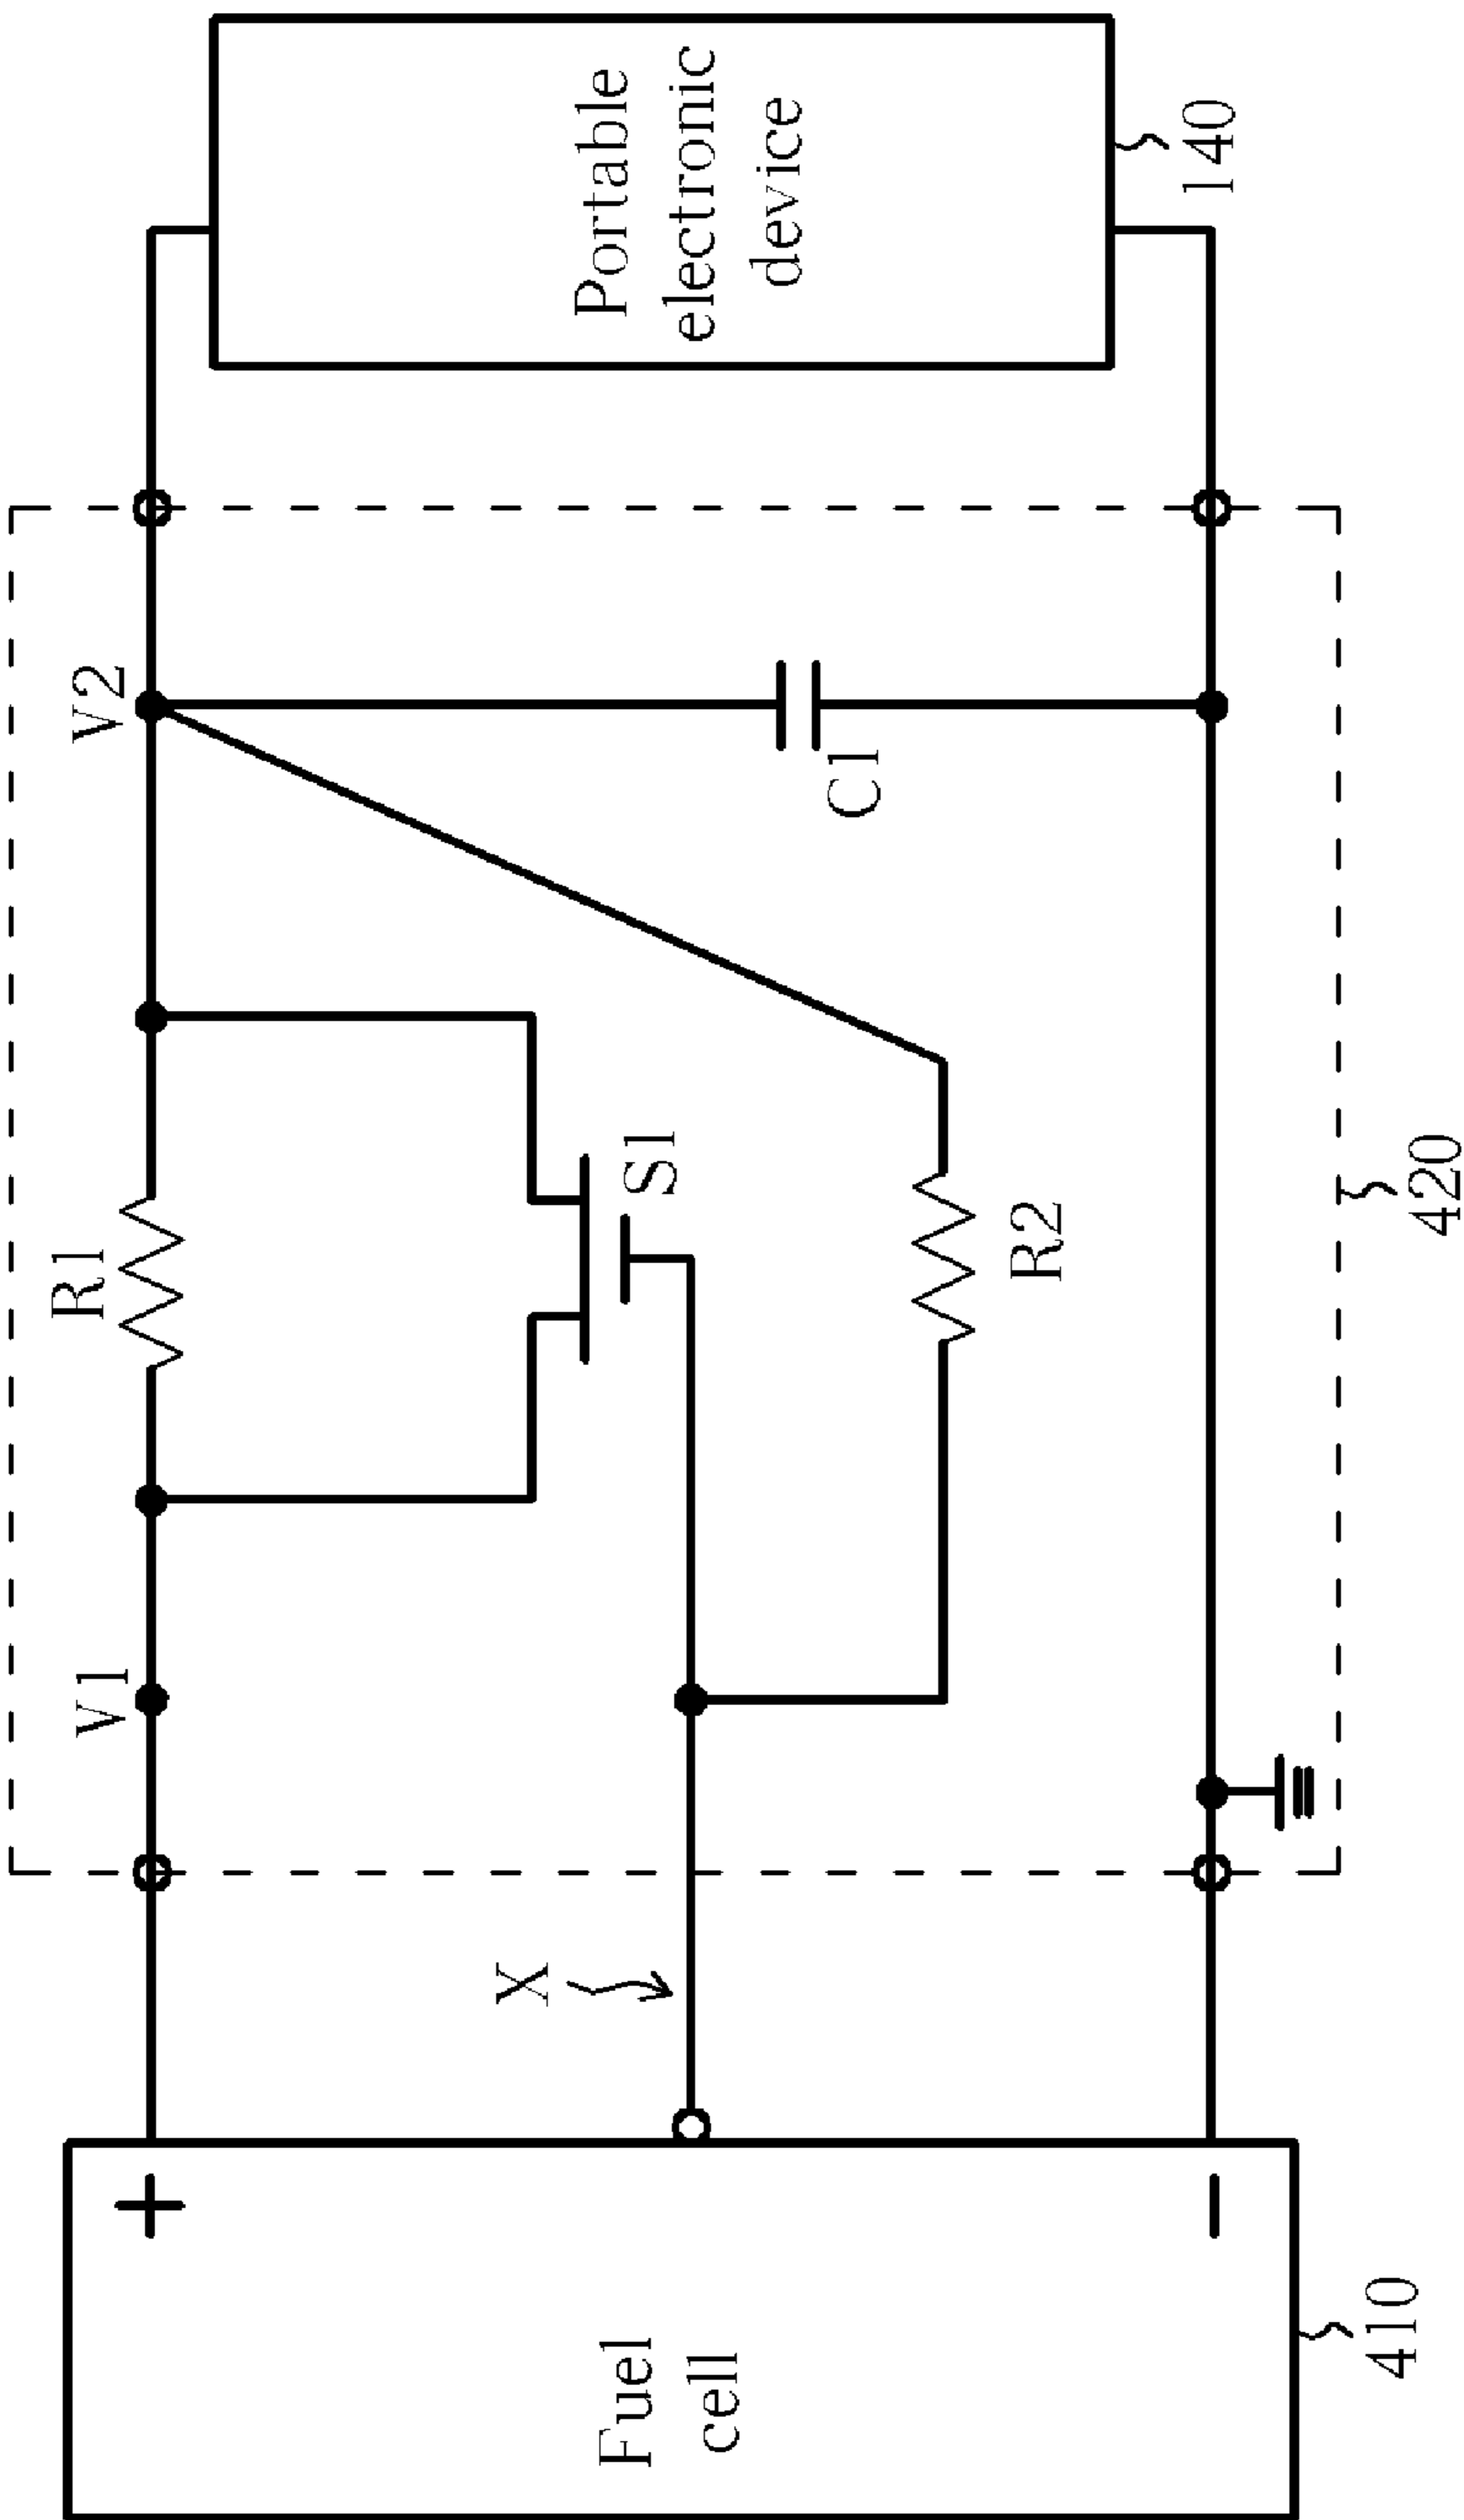 V1
R1
V2
Fuel
cell
+
X
S1
C1
R2
Portable
electronic
device
−
410
420
140